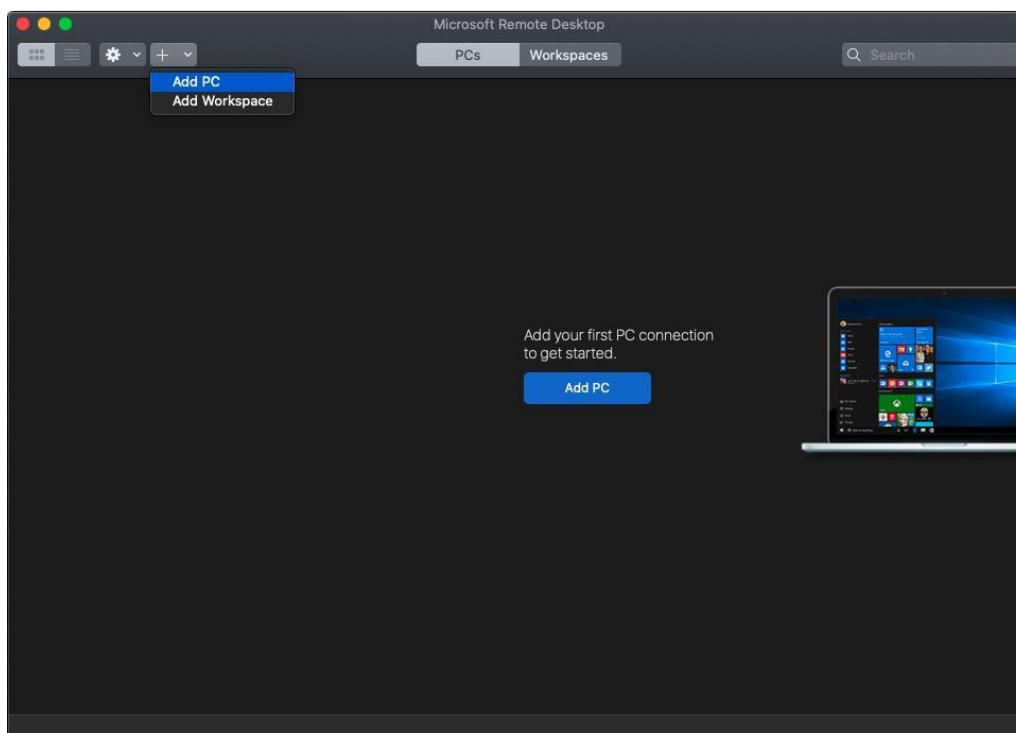 Microsoft Remote Desktop
PCs
Workspaces
Search
Add PC
Add Workspace
Add your first PC connection
to get started.
Add PC